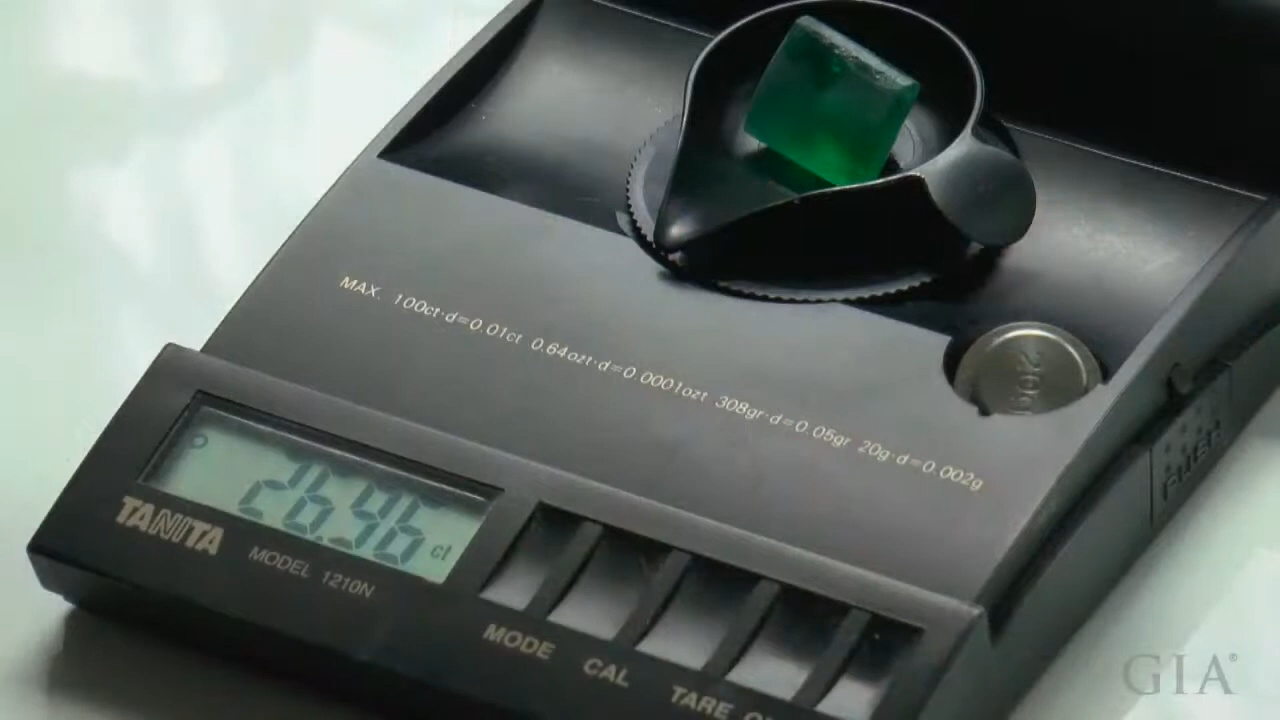 MAX. 100ct·d=0.01ct 0.64ozt·d=0.0001ozt 308gr·d=0.05gr 20g·d=0.002g
20g
PUSH
26.96 ct
TANITA
MODEL 1210N
MODE CAL TARE
GIA®